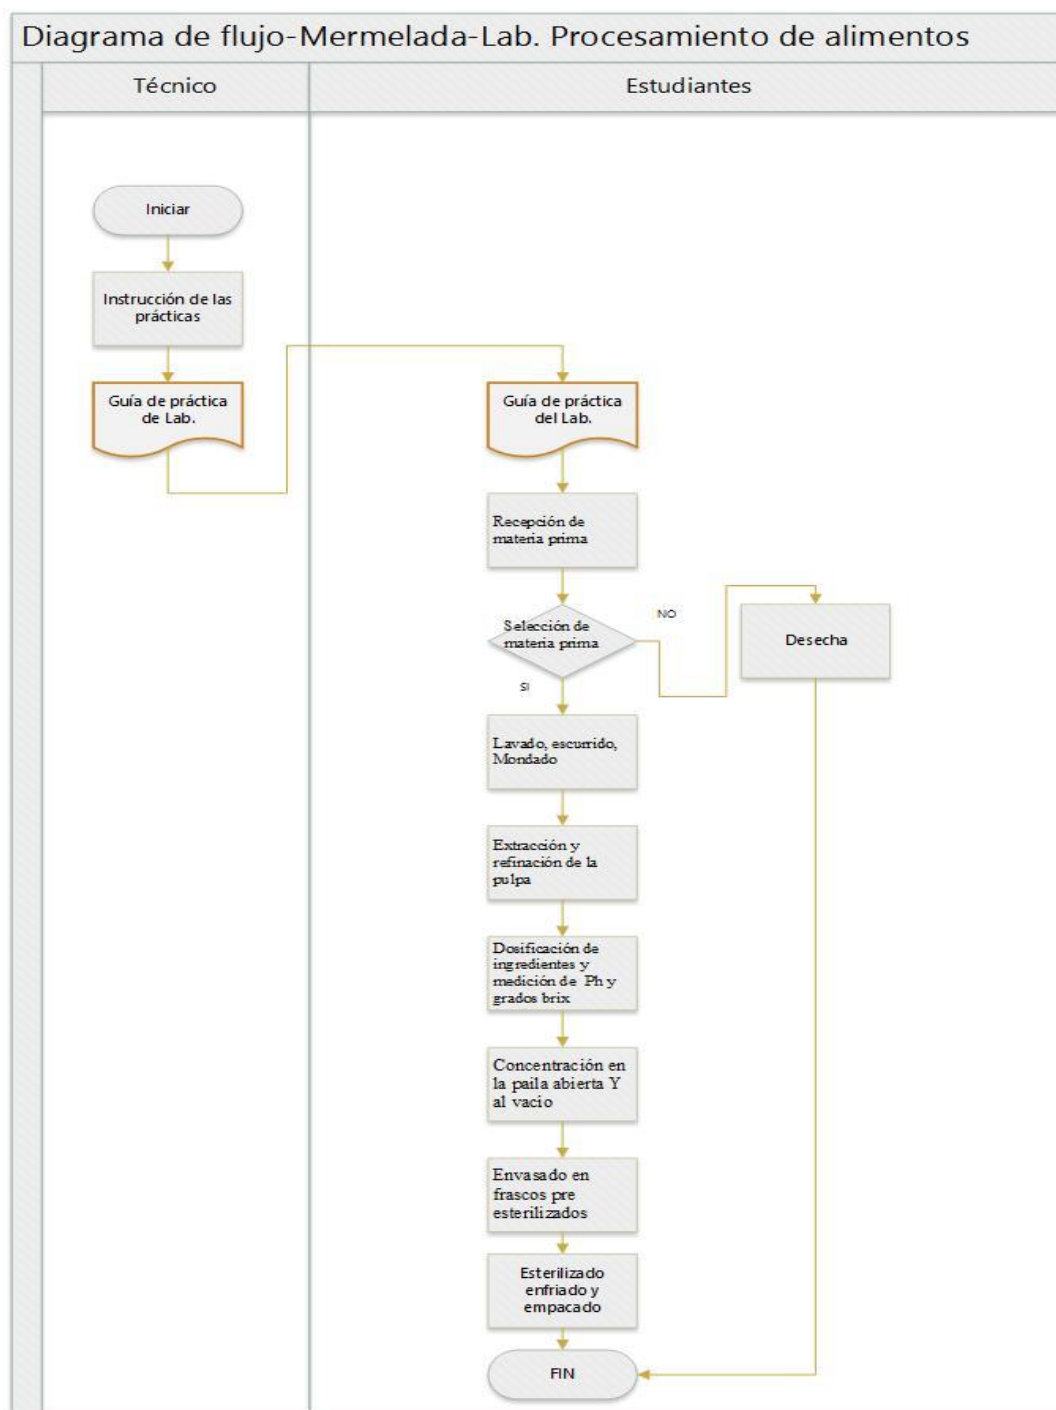 Diagrama de flujo-Mermelada-Lab. Procesamiento de alimentos
Técnico
Estudiantes
Iniciar
Instrucción de las
prácticas
Guía de práctica
de Lab.
Guía de práctica
del Lab.
Recepción de
materia prima
Selección de
materia prima
NO
Desecha
SI
Lavado, escurrido,
Mondado
Extracción y
refinación de la
pulpa
Dosificación de
ingredientes y
medición de Ph y
grados brix
Concentración en
la paila abierta Y
al vacio
Envasado en
frascos pre
esterilizados
Esterilizado
enfriado y
empacado
FIN